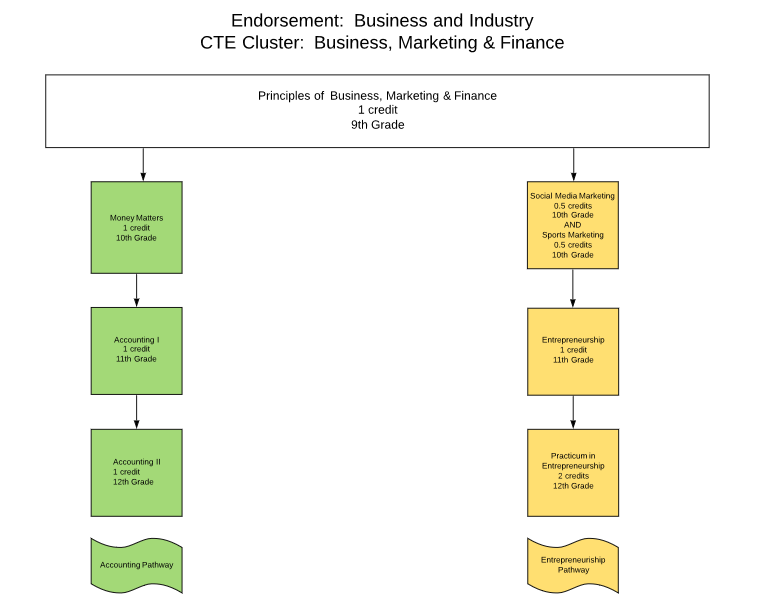 Endorsement:  Business and Industry
CTE Cluster:  Business, Marketing & Finance
Principles of  Business, Marketing & Finance
1 credit
9th Grade
Money Matters
1 credit
10th Grade
Social Media Marketing
0.5 credits
10th Grade
AND
Sports Marketing
0.5 credits
10th Grade
Accounting I
1 credit
11th Grade
Entrepreneurship
1 credit
11th Grade
Accounting II
1 credit
12th Grade
Practicum in
Entrepreneurship
2 credits
12th Grade
Accounting Pathway
Entrepreneuriship
Pathway